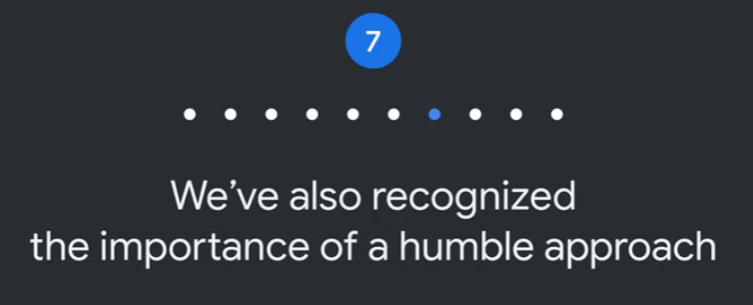 7
We’ve also recognized
the importance of a humble approach